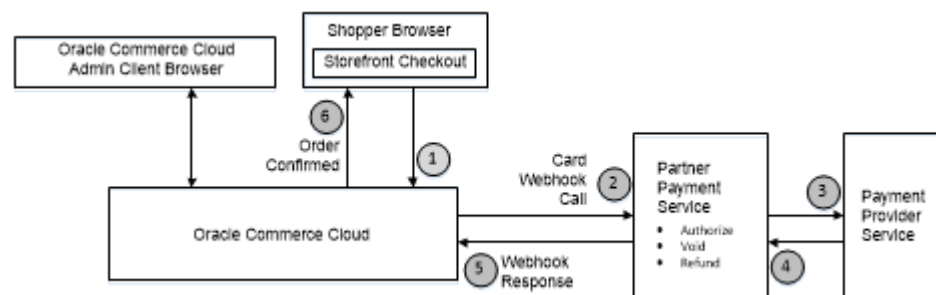 Oracle Commerce Cloud
Admin Client Browser
Shopper Browser
Storefront Checkout
6
Order
Confirmed
1
Oracle Commerce Cloud
Card
Webhook
Call
2
5
Webhook
Response
Partner
Payment
Service
• Authorize
• Void
• Refund
3
4
Payment
Provider
Service